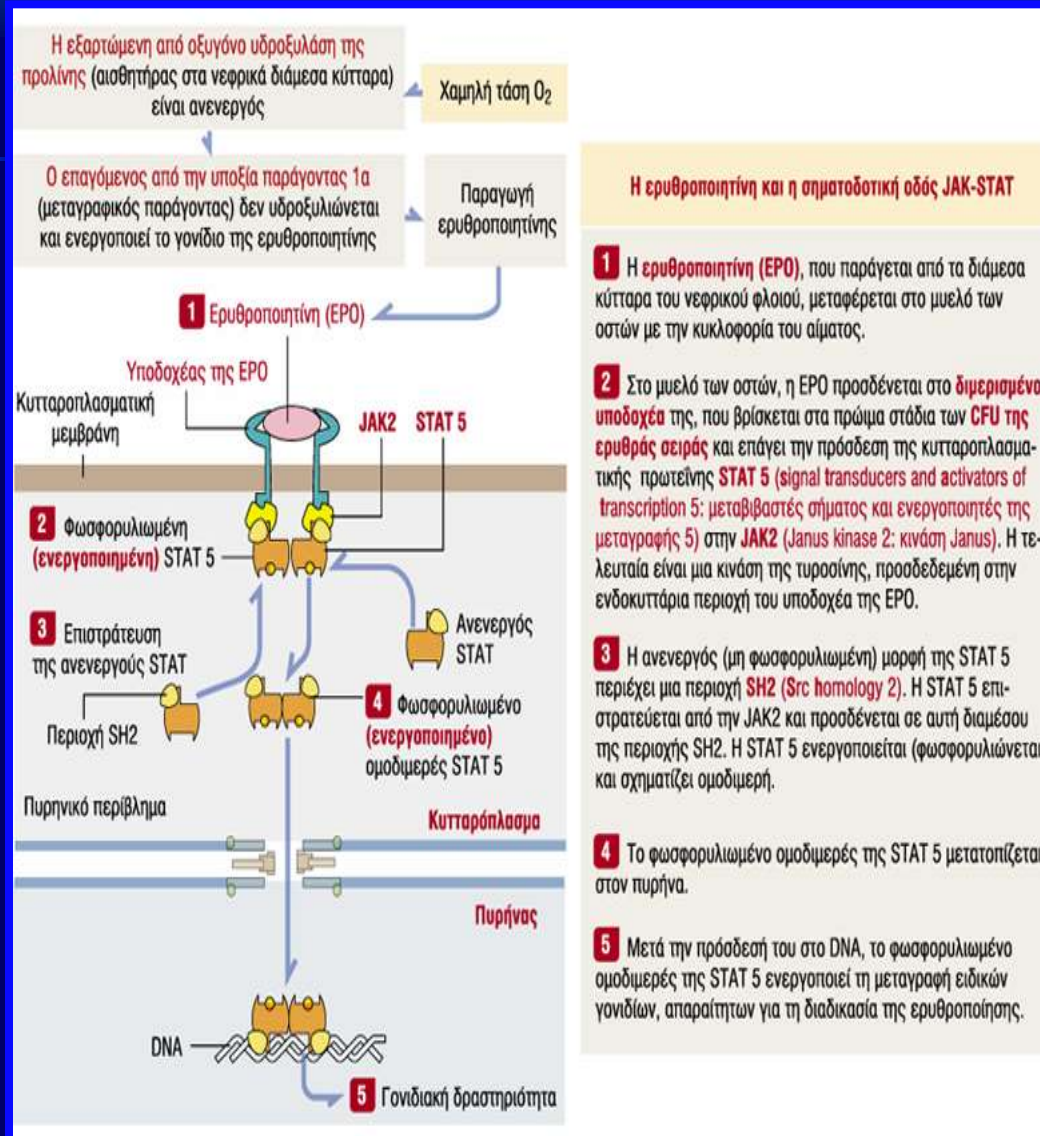 Η εξαρτώμενη από οξυγόνο υδροξυλάση της
προλίνης (αισθητήρας στα νεφρικά διάμεσα κύτταρα)
είναι ανενεργός
Χαμηλή τάση O₂
Ο επαγόμενος από την υποξία παράγοντας 1α
(μεταγραφικός παράγοντας) δεν υδροξυλιώνεται
και ενεργοποιεί το γονίδιο της ερυθροποιητίνης
Παραγωγή
ερυθροποιητίνης
1 Ερυθροποιητίνη (EPO)
Υποδοχέας της EPO
Κυτταροπλασματική
μεμβράνη
JAK2
STAT 5
2 Φωσφορυλιωμένη
(ενεργοποιημένη) STAT 5
3 Επιστράτευση
της ανενεργούς STAT
Ανενεργός
STAT
Περιοχή SH2
4 Φωσφορυλιωμένο
(ενεργοποιημένο)
ομοδιμερές STAT 5
Πυρηνικό περίβλημα
Κυτταρόπλασμα
Πυρήνας
DNA
5 Γονιδιακή δραστηριότητα
Η ερυθροποιητίνη και η σηματοδοτική οδός JAK-STAT
1 Η ερυθροποιητίνη (EPO), που παράγεται από τα διάμεσα
κύτταρα του νεφρικού φλοιού, μεταφέρεται στο μυελό των
οστών με την κυκλοφορία του αίματος.
2 Στο μυελό των οστών, η EPO προσδένεται στο διμερισμένο
υποδοχέα της, που βρίσκεται στα πρώιμα στάδια των CFU της
ερυθράς σειράς και επάγει την πρόσδεση της κυτταροπλασμα-
τικής πρωτεΐνης STAT 5 (signal transducers and activators of
transcription 5: μεταβιβαστές σήματος και ενεργοποιητές της
μεταγραφής 5) στην JAK2 (Janus kinase 2: κινάση Janus). Η τε-
λευταία είναι μια κινάση της τυροσίνης, προσδεδεμένη στην
ενδοκυττάρια περιοχή του υποδοχέα της EPO.
3 Η ανενεργός (μη φωσφορυλιωμένη) μορφή της STAT 5
περιέχει μια περιοχή SH2 (Src homology 2). Η STAT 5 επι-
στρατεύεται από την JAK2 και προσδένεται σε αυτή διαμέσου
της περιοχής SH2. Η STAT 5 ενεργοποιείται (φωσφορυλιώνεται
και σχηματίζει ομοδιμερή.
4 Το φωσφορυλιωμένο ομοδιμερές της STAT 5 μετατοπίζεται
στον πυρήνα.
5 Μετά την πρόσδεσή του στο DNA, το φωσφορυλιωμένο
ομοδιμερές της STAT 5 ενεργοποιεί τη μεταγραφή ειδικών
γονιδίων, απαραίτητων για τη διαδικασία της ερυθροποίησης.